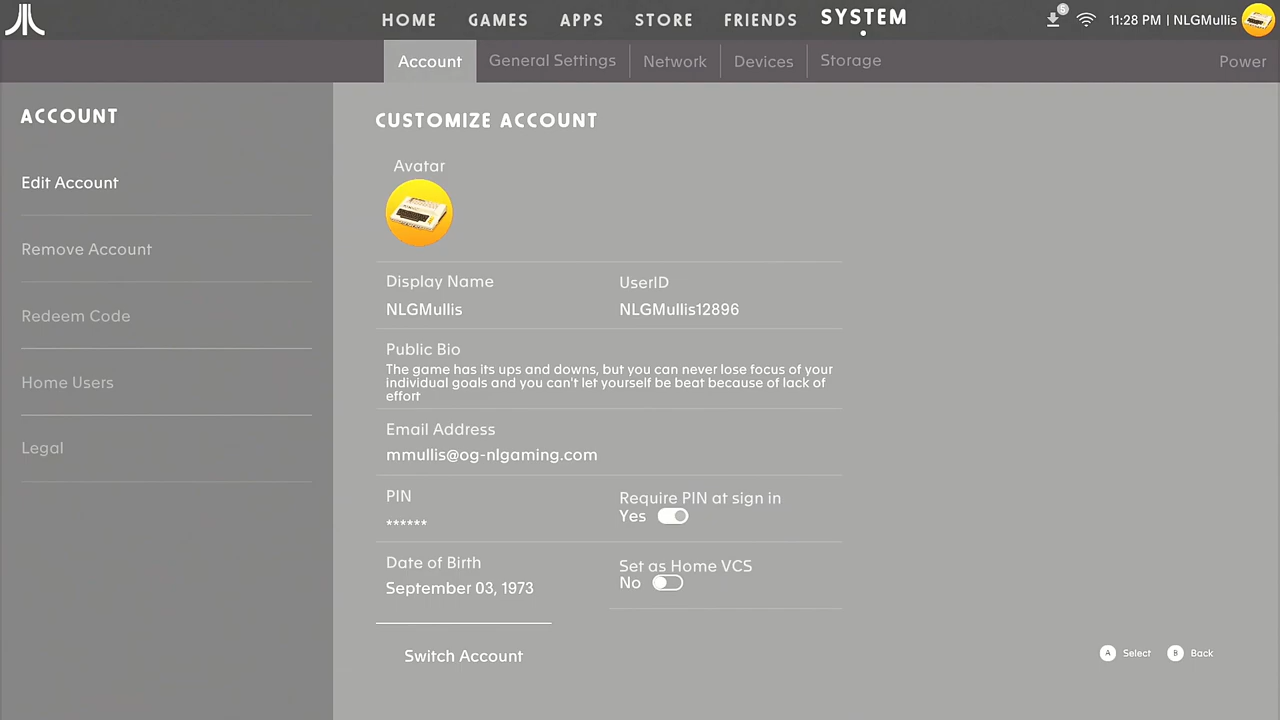 HOME GAMES APPS STORE FRIENDS SYSTEM 5 11:28 PM | NLGMullis
Account General Settings Network Devices Storage Power
ACCOUNT
Edit Account
Remove Account
Redeem Code
Home Users
Legal
CUSTOMIZE ACCOUNT
Avatar
Display Name UserID
NLGMullis NLGMullis12896
Public Bio
The game has its ups and downs, but you can never lose focus of your
individual goals and you can't let yourself be beat because of lack of
effort
Email Address
mmullis@og-nlgaming.com
PIN Require PIN at sign in
****** Yes
Date of Birth Set as Home VCS
September 03, 1973 No
Switch Account
A Select B Back